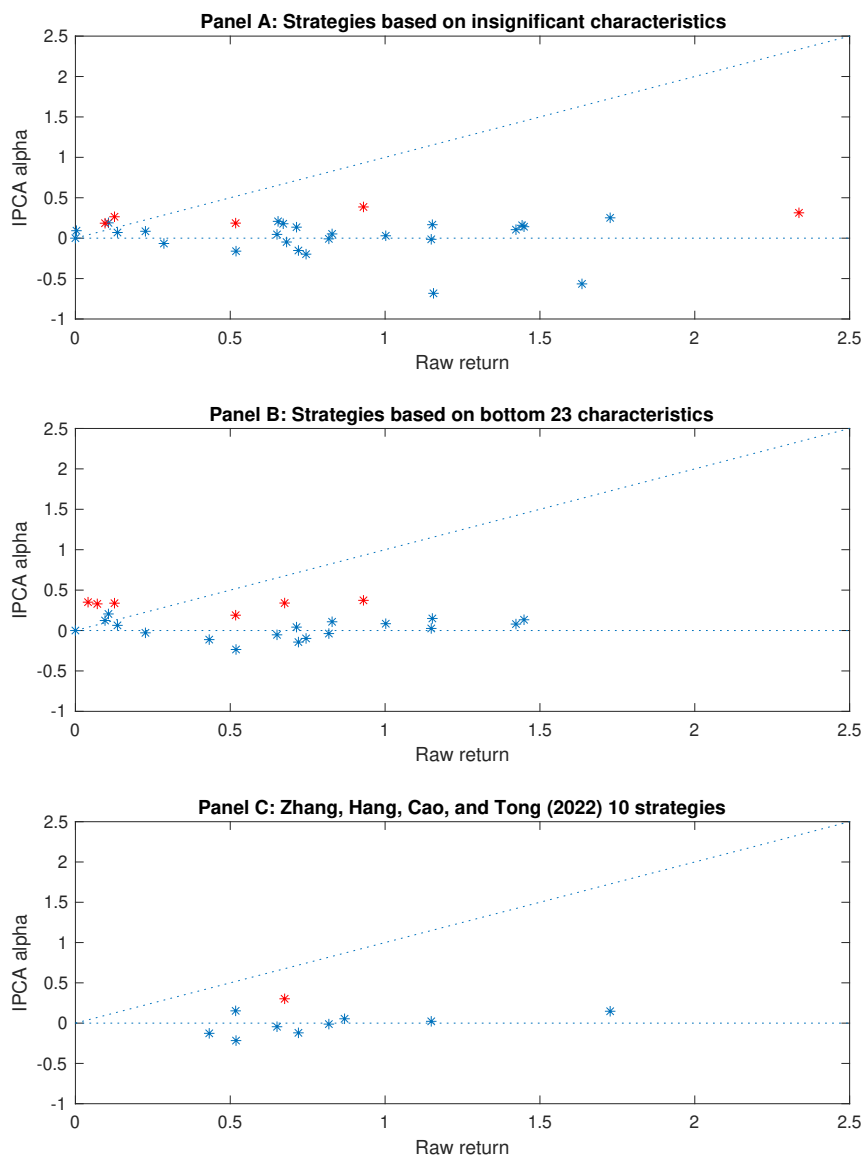 Panel A: Strategies based on insignificant characteristics
2.5
2
1.5
1
0.5
0
-0.5
-1
IPCA alpha
0 0.5 1 1.5 2 2.5
Raw return
Panel B: Strategies based on bottom 23 characteristics
2.5
2
1.5
1
0.5
0
-0.5
-1
IPCA alpha
0 0.5 1 1.5 2 2.5
Raw return
Panel C: Zhang, Hang, Cao, and Tong (2022) 10 strategies
2.5
2
1.5
1
0.5
0
-0.5
-1
IPCA alpha
0 0.5 1 1.5 2 2.5
Raw return